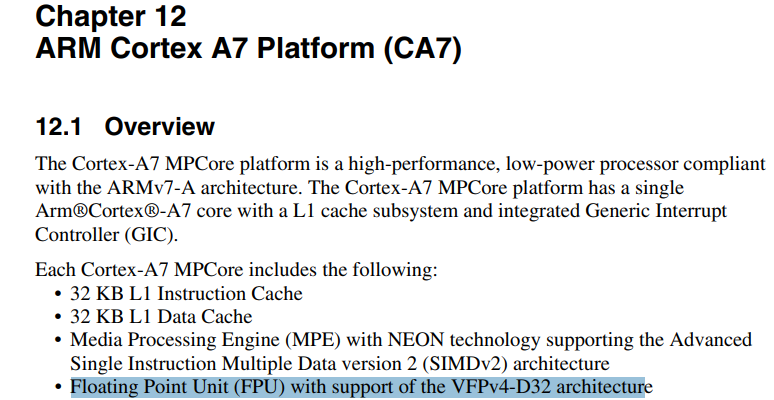 Chapter 12
ARM Cortex A7 Platform (CA7)
12.1 Overview
The Cortex-A7 MPCore platform is a high-performance, low-power processor compliant
with the ARMv7-A architecture. The Cortex-A7 MPCore platform has a single
Arm®Cortex®-A7 core with a L1 cache subsystem and integrated Generic Interrupt
Controller (GIC).
Each Cortex-A7 MPCore includes the following:
• 32 KB L1 Instruction Cache
• 32 KB L1 Data Cache
• Media Processing Engine (MPE) with NEON technology supporting the Advanced
Single Instruction Multiple Data version 2 (SIMDv2) architecture
• Floating Point Unit (FPU) with support of the VFPv4-D32 architecture